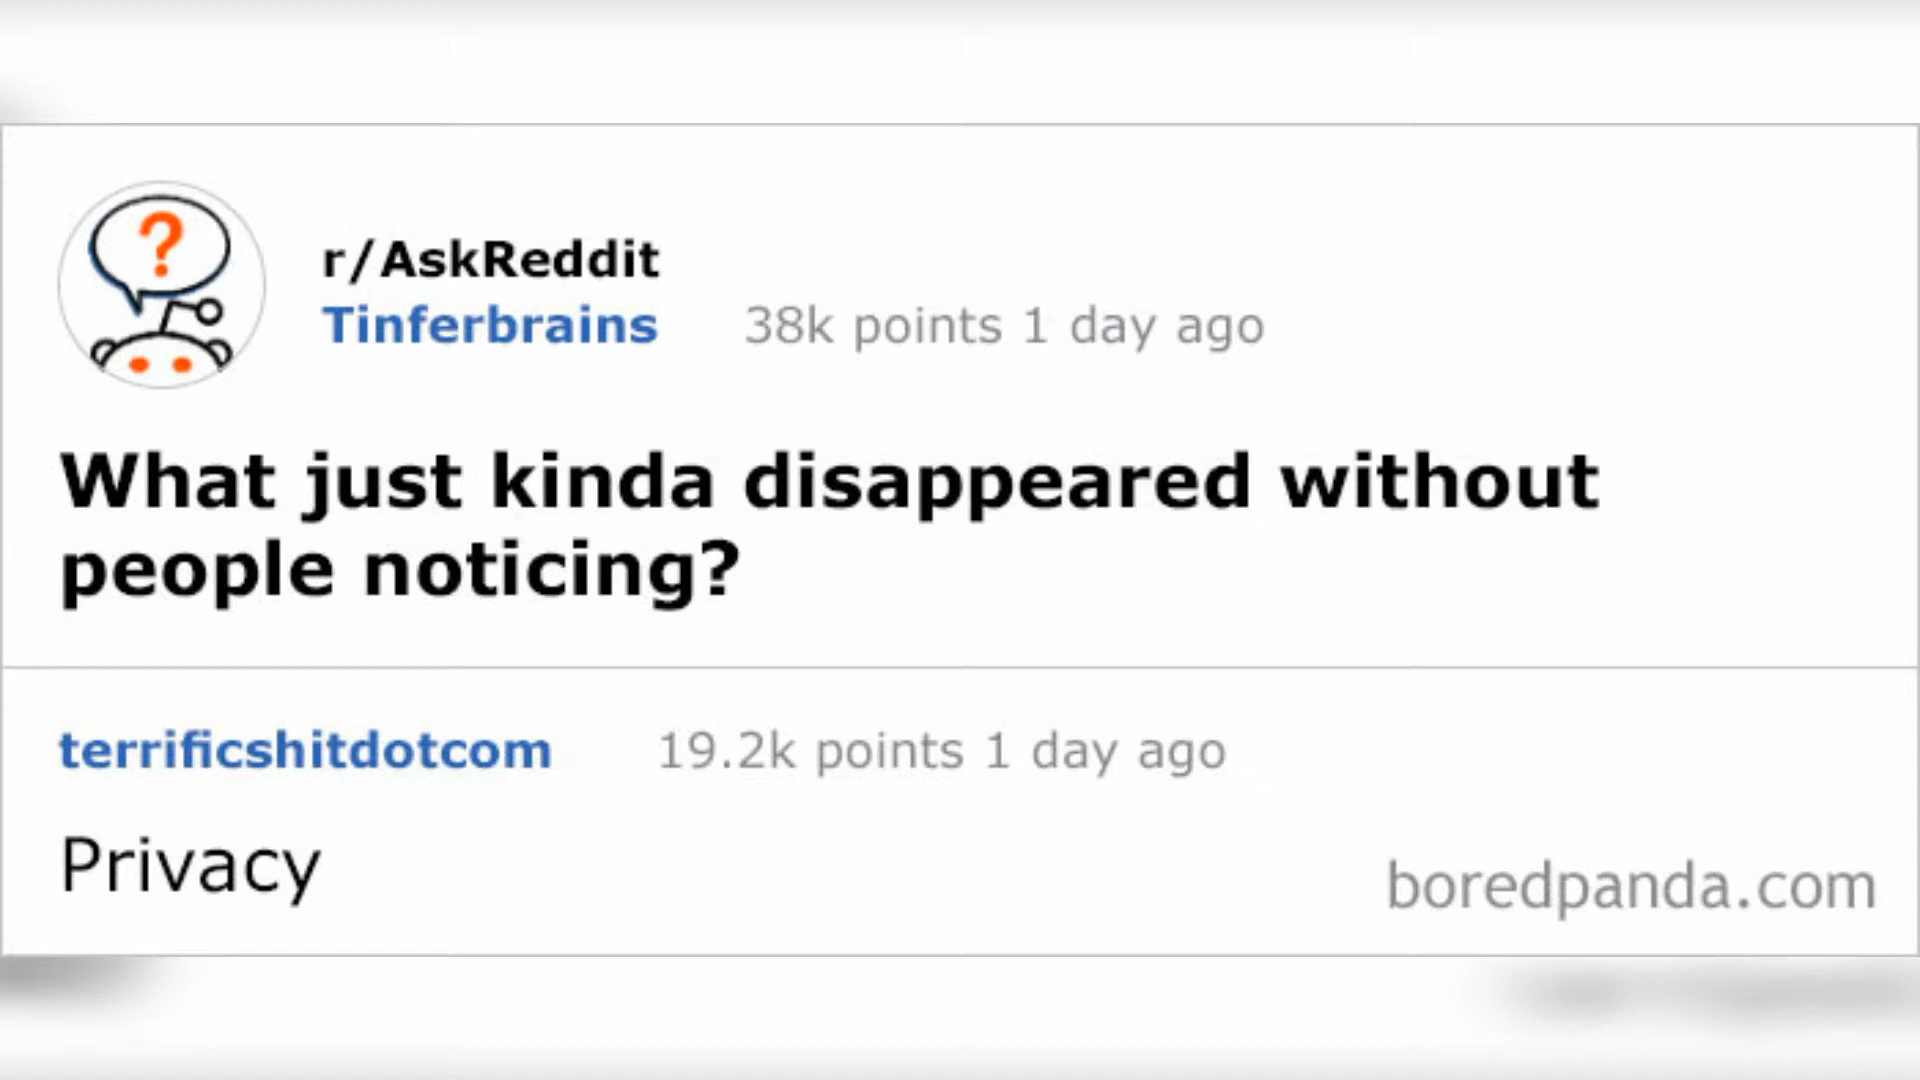 ?
r/AskReddit
Tinferbrains 38k points 1 day ago
What just kinda disappeared without
people noticing?
terrificshitdotcom 19.2k points 1 day ago
Privacy
boredpanda.com